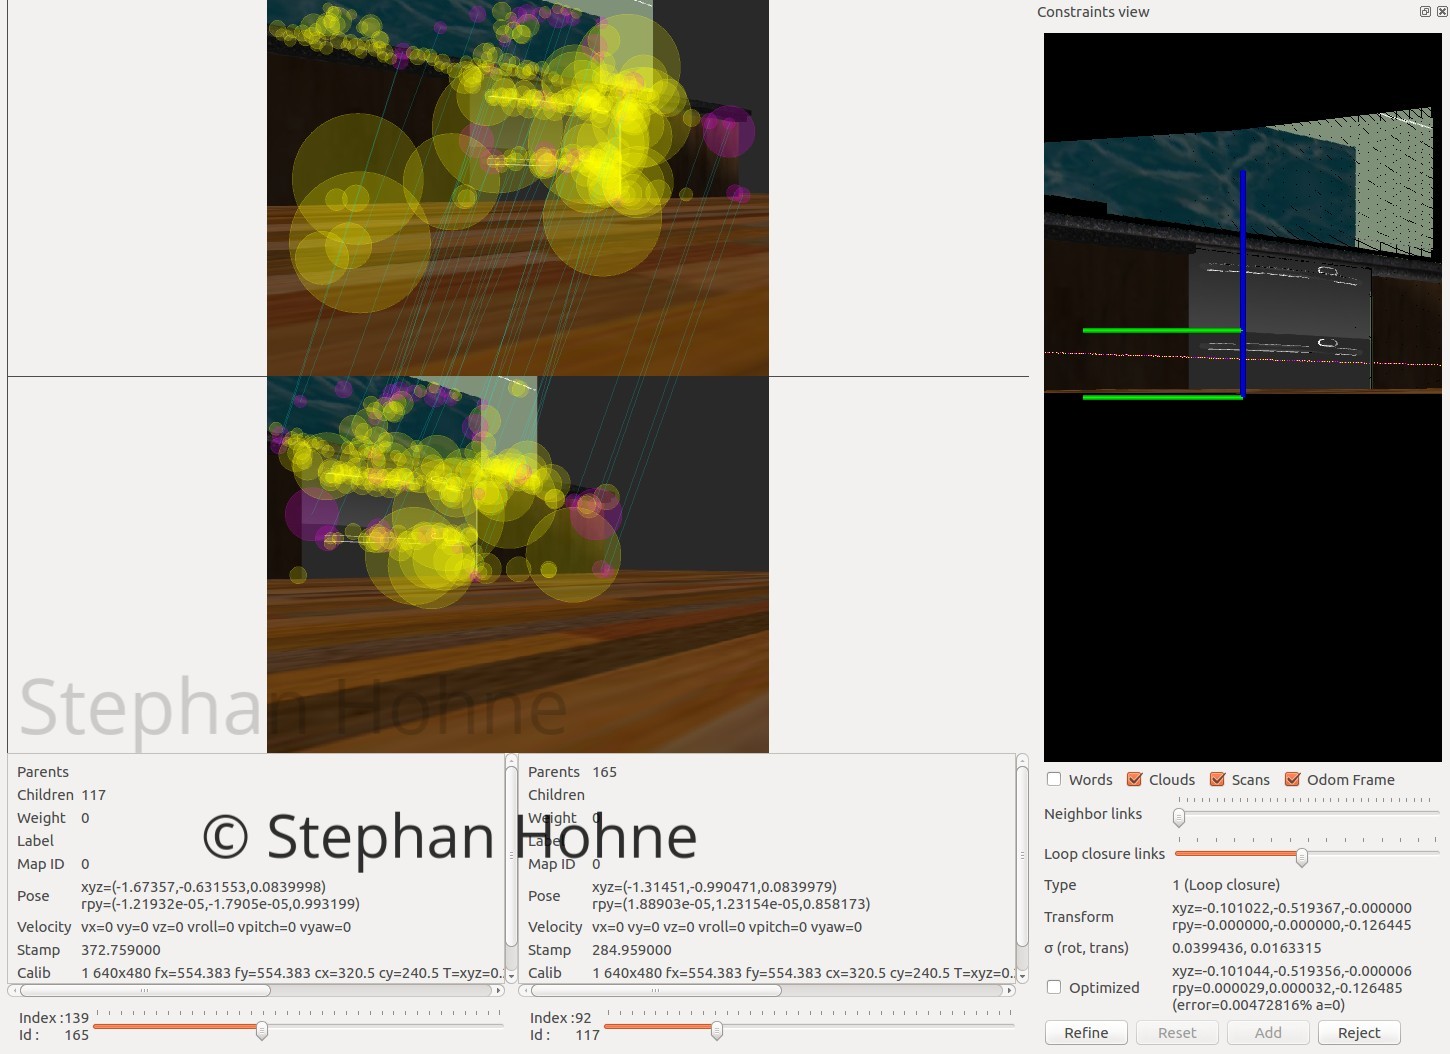 Constraints view
Stephan Hohne
Parents
Children 117
Weight 0
Label
Map ID 0
Pose xyz=(-1.67357,-0.631553,0.0839998)
rpy=(-1.21932e-05,-1.7905e-05,0.993199)
Velocity vx=0 vy=0 vz=0 vroll=0 vpitch=0 vyaw=0
Stamp 372.759000
Calib 1 640x480 fx=554.383 fy=554.383 cx=320.5 cy=240.5 T=xyz=0.
Parents 165
Children
Weight 0
Label
Map ID 0
Pose xyz=(-1.31451,-0.990471,0.0839979)
rpy=(1.88903e-05,1.23154e-05,0.858173)
Velocity vx=0 vy=0 vz=0 vroll=0 vpitch=0 vyaw=0
Stamp 284.959000
Calib 1 640x480 fx=554.383 fy=554.383 cx=320.5 cy=240.5 T=xyz=0.
© Stephan Hohne
Index :139
Id : 165
Index :92
Id : 117
Words Clouds Scans Odom Frame
Neighbor links
Loop closure links
Type 1 (Loop closure)
Transform xyz=-0.101022,-0.519367,-0.000000
rpy=-0.000000,-0.000000,-0.126445
σ (rot, trans) 0.0399436, 0.0163315
Optimized xyz=-0.101044,-0.519356,-0.000006
rpy=0.000029,0.000032,-0.126485
(error=0.00472816% a=0)
Refine Reset Add Reject